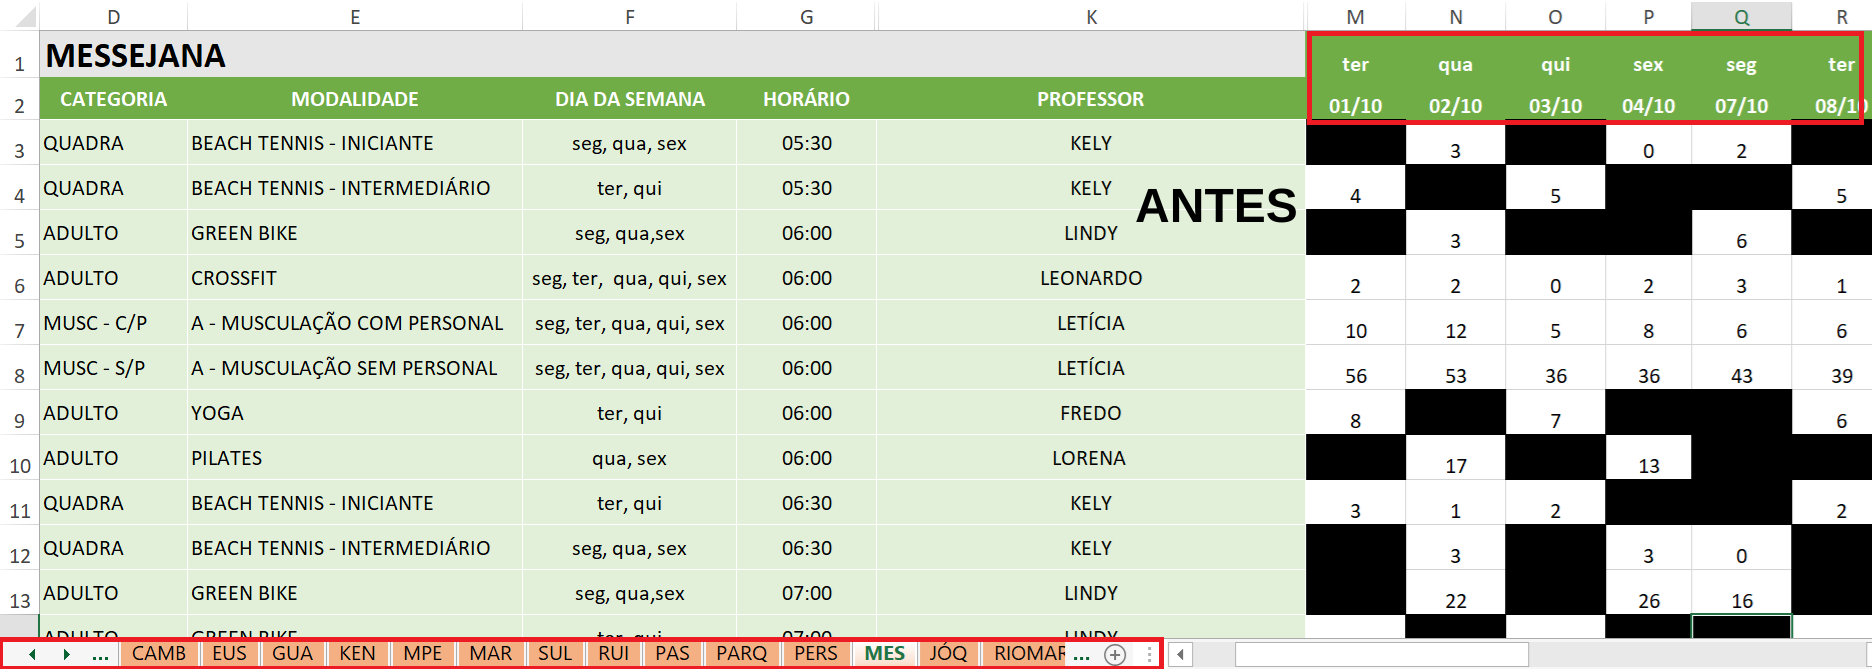 D E F G K M N O P Q R
1 MESSEJANA ter qua qui sex seg ter
2 CATEGORIA MODALIDADE DIA DA SEMANA HORÁRIO PROFESSOR 01/10 02/10 03/10 04/10 07/10 08/10
3 QUADRA BEACH TENNIS - INICIANTE seg, qua, sex 05:30 KELY 3 0 2
4 QUADRA BEACH TENNIS - INTERMEDIÁRIO ter, qui 05:30 KELY 4 5 5
ANTES
5 ADULTO GREEN BIKE seg, qua,sex 06:00 LINDY 3 6
6 ADULTO CROSSFIT seg, ter,  qua, qui, sex 06:00 LEONARDO 2 2 0 2 3 1
7 MUSC - C/P A - MUSCULAÇÃO COM PERSONAL seg, ter, qua, qui, sex 06:00 LETÍCIA 10 12 5 8 6 6
8 MUSC - S/P A - MUSCULAÇÃO SEM PERSONAL seg, ter, qua, qui, sex 06:00 LETÍCIA 56 53 36 36 43 39
9 ADULTO YOGA ter, qui 06:00 FREDO 8 7 6
10 ADULTO PILATES qua, sex 06:00 LORENA 17 13
11 QUADRA BEACH TENNIS - INICIANTE ter, qui 06:30 KELY 3 1 2 2
12 QUADRA BEACH TENNIS - INTERMEDIÁRIO seg, qua, sex 06:30 KELY 3 3 0
13 ADULTO GREEN BIKE seg, qua,sex 07:00 LINDY 22 26 16
ADULTO GREEN BIKE ter, qui 07:00 LINDY
... CAMB EUS GUA KEN MPE MAR SUL RUI PAS PARQ PERS MES JÓQ RIOMAR ...